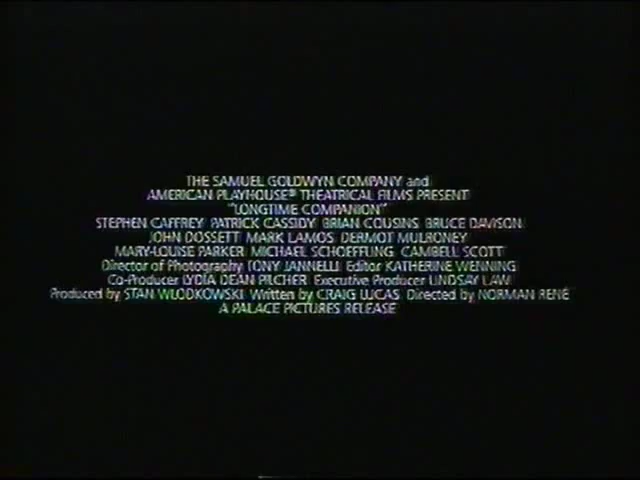 THE SAMUEL GOLDWYN COMPANY and
AMERICAN PLAYHOUSE® THEATRICAL FILMS PRESENT
"LONGTIME COMPANION"
STEPHEN CAFFREY PATRICK CASSIDY BRIAN COUSINS BRUCE DAVISON
JOHN DOSSETT MARK LAMOS DERMOT MULRONEY
MARY-LOUISE PARKER MICHAEL SCHOEFFLING CAMBELL SCOTT
Director of Photography TONY JANNELLI Editor KATHERINE WENNING
Co-Producer LYDIA DEAN PILCHER Executive Producer LINDSAY LAW
Produced by STAN WLODKOWSKI Written by CRAIG LUCAS Directed by NORMAN RENÉ
A PALACE PICTURES RELEASE